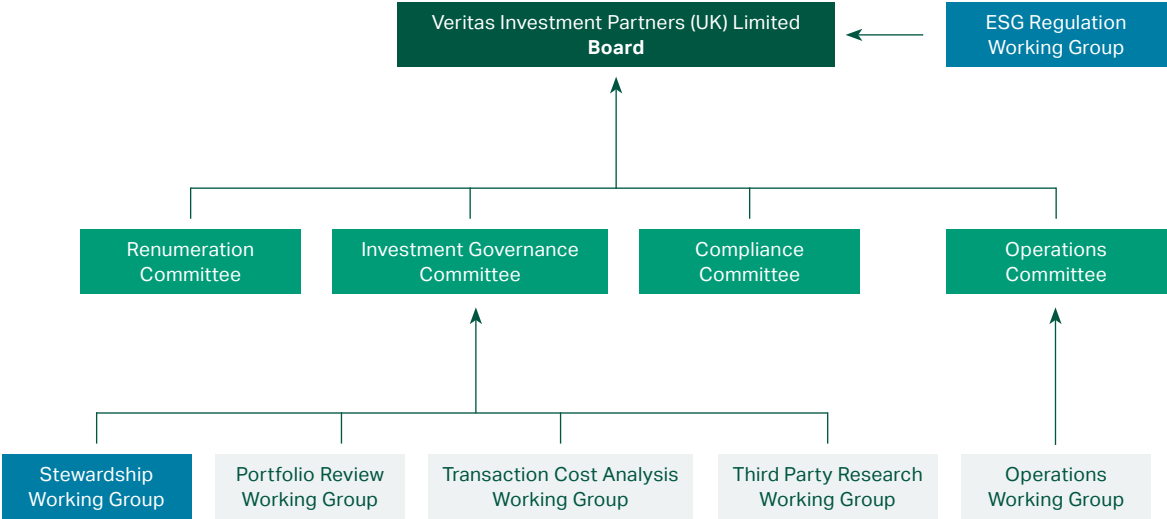 Veritas Investment Partners (UK) Limited
Board
ESG Regulation
Working Group
Renumeration
Committee
Investment Governance
Committee
Compliance
Committee
Operations
Committee
Stewardship
Working Group
Portfolio Review
Working Group
Transaction Cost Analysis
Working Group
Third Party Research
Working Group
Operations
Working Group